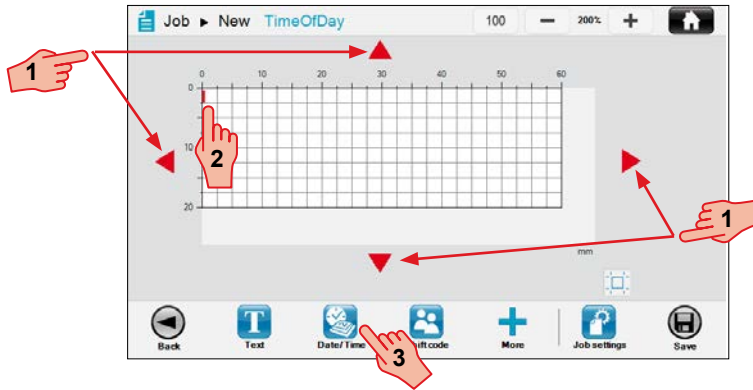 Job ▶ New TimeOfDay 100 − 200% +
1
0 10 20 30 40 50 60
0
10
20
2
1
mm
T
Back Text Date/Time ift code More Job settings Save
3